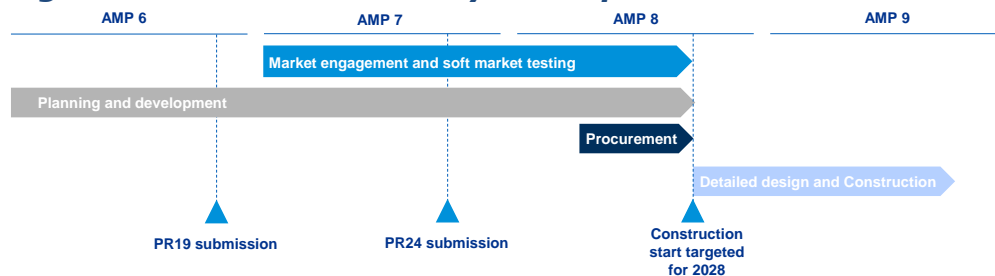 AMP 6
AMP 7
AMP 8
AMP 9
Market engagement and soft market testing
Planning and development
Procurement
Detailed design and Construction
PR19 submission
PR24 submission
Construction
start targeted
for 2028